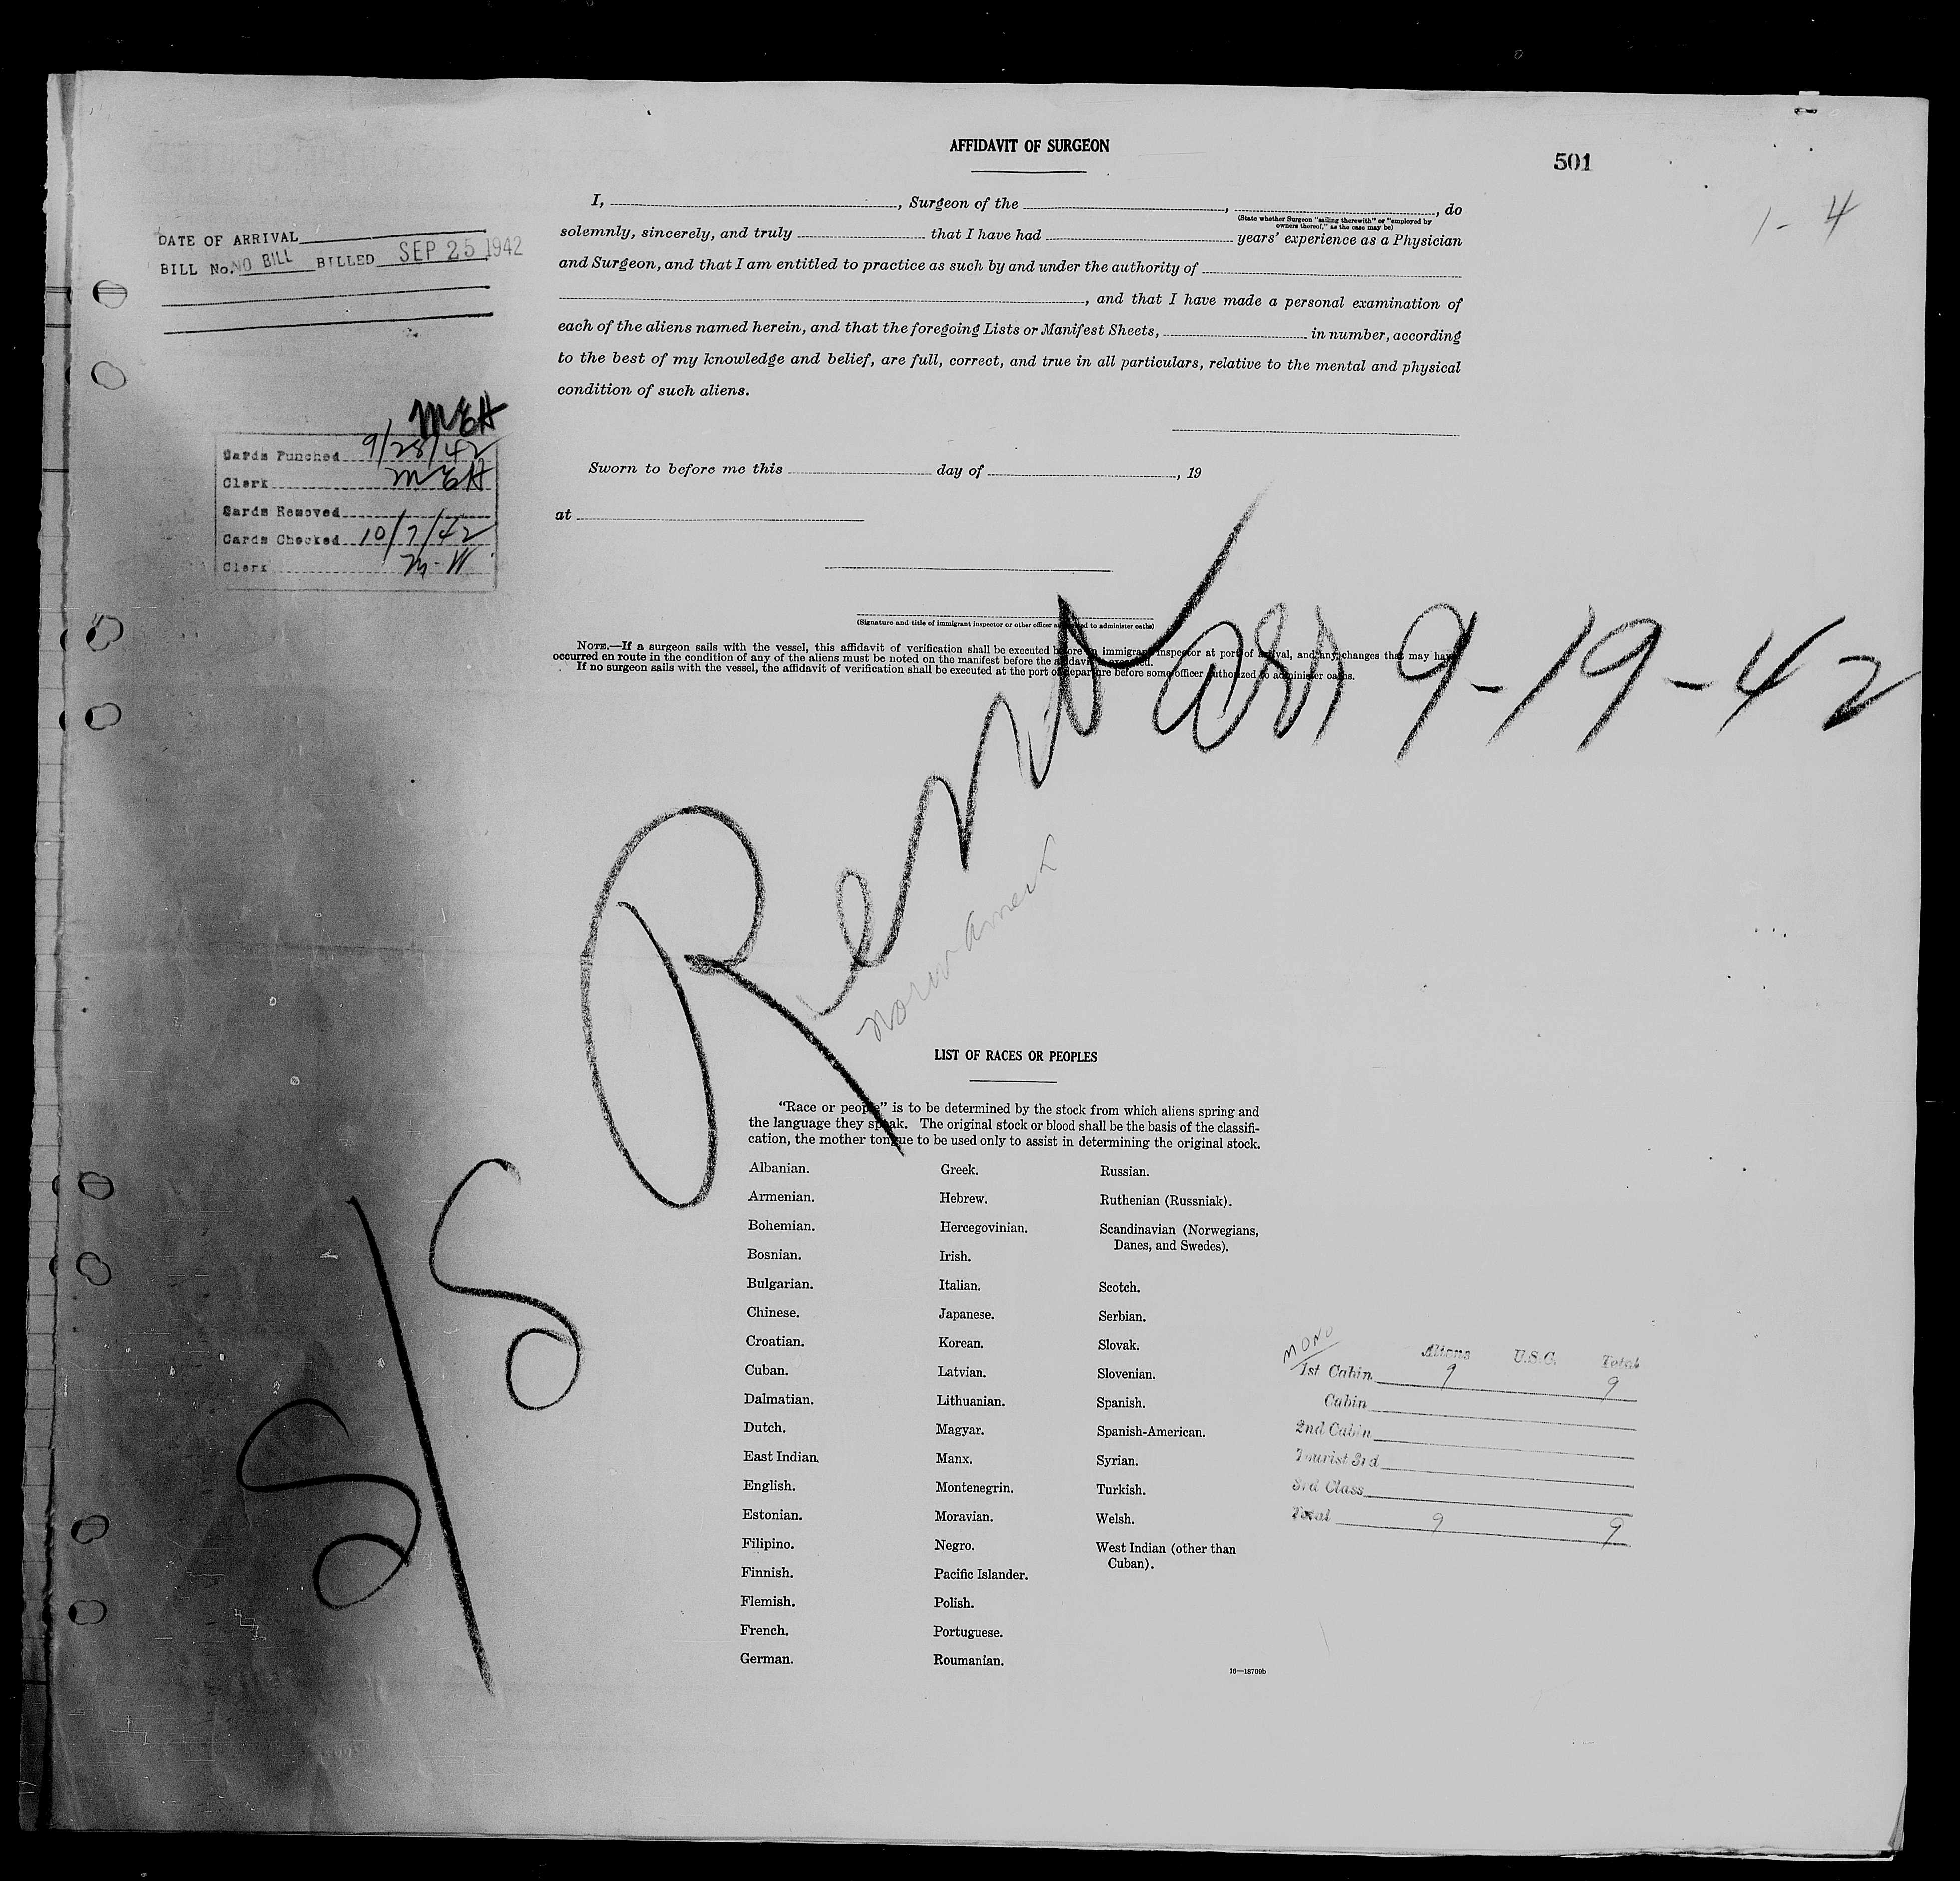 AFFIDAVIT OF SURGEON
501
1-4
I, , Surgeon of the , , do
(State whether Surgeon "sailing therewith" or "employed by
owners thereof," as the case may be)
solemnly, sincerely, and truly that I have had years' experience as a Physician
and Surgeon, and that I am entitled to practice as such by and under the authority of
, and that I have made a personal examination of
each of the aliens named herein, and that the foregoing Lists or Manifest Sheets, in number, according
to the best of my knowledge and belief, are full, correct, and true in all particulars, relative to the mental and physical
condition of such aliens.
DATE OF ARRIVAL
BILL No. NO BILL BILLED SEP 25 1942
MEH
Cards Punched 9/28/42
Clerk MEH
Cards Removed
Cards Checked 10/7/42
Clerk M-W
Sworn to before me this day of , 19
at
(Signature and title of immigrant inspector or other officer to administer oaths)
NOTE.—If a surgeon sails with the vessel, this affidavit of verification shall be executed before an immigrant inspector at port of arrival, and any changes that may have
occurred en route in the condition of any of the aliens must be noted on the manifest before the affidavit is executed.
If no surgeon sails with the vessel, the affidavit of verification shall be executed at the port of departure before some officer authorized to administer oaths.
S/S arr 9-19-42
LIST OF RACES OR PEOPLES
"Race or people" is to be determined by the stock from which aliens spring and
the language they speak. The original stock or blood shall be the basis of the classifi-
cation, the mother tongue to be used only to assist in determining the original stock.
Albanian.
Armenian.
Bohemian.
Bosnian.
Bulgarian.
Chinese.
Croatian.
Cuban.
Dalmatian.
Dutch.
East Indian.
English.
Estonian.
Filipino.
Finnish.
Flemish.
French.
German.
Greek.
Hebrew.
Hercegovinian.
Irish.
Italian.
Japanese.
Korean.
Latvian.
Lithuanian.
Magyar.
Manx.
Montenegrin.
Moravian.
Negro.
Pacific Islander.
Polish.
Portuguese.
Roumanian.
Russian.
Ruthenian (Russniak).
Scandinavian (Norwegians,
Danes, and Swedes).
Scotch.
Serbian.
Slovak.
Slovenian.
Spanish.
Spanish-American.
Syrian.
Turkish.
Welsh.
West Indian (other than
Cuban).
16—18709b
MONO
Aliens U.S.C. Total
1st Cabin 9 9
Cabin
2nd Cabin
Tourist 3rd
3rd Class
Total 9 9